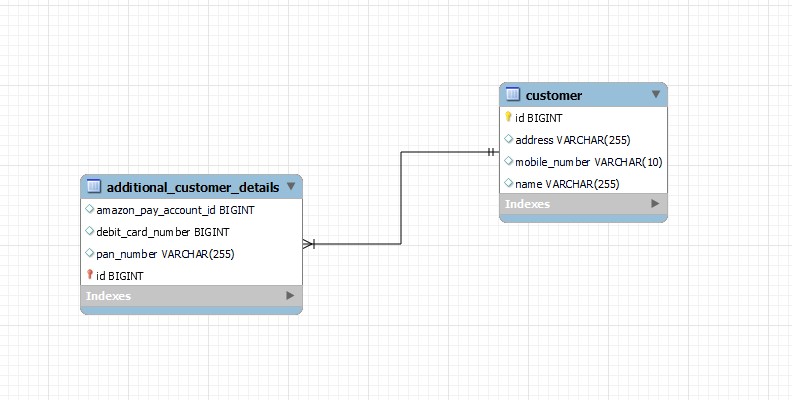 customer
id BIGINT
address VARCHAR(255)
mobile_number VARCHAR(10)
name VARCHAR(255)
Indexes
additional_customer_details
amazon_pay_account_id BIGINT
debit_card_number BIGINT
pan_number VARCHAR(255)
id BIGINT
Indexes